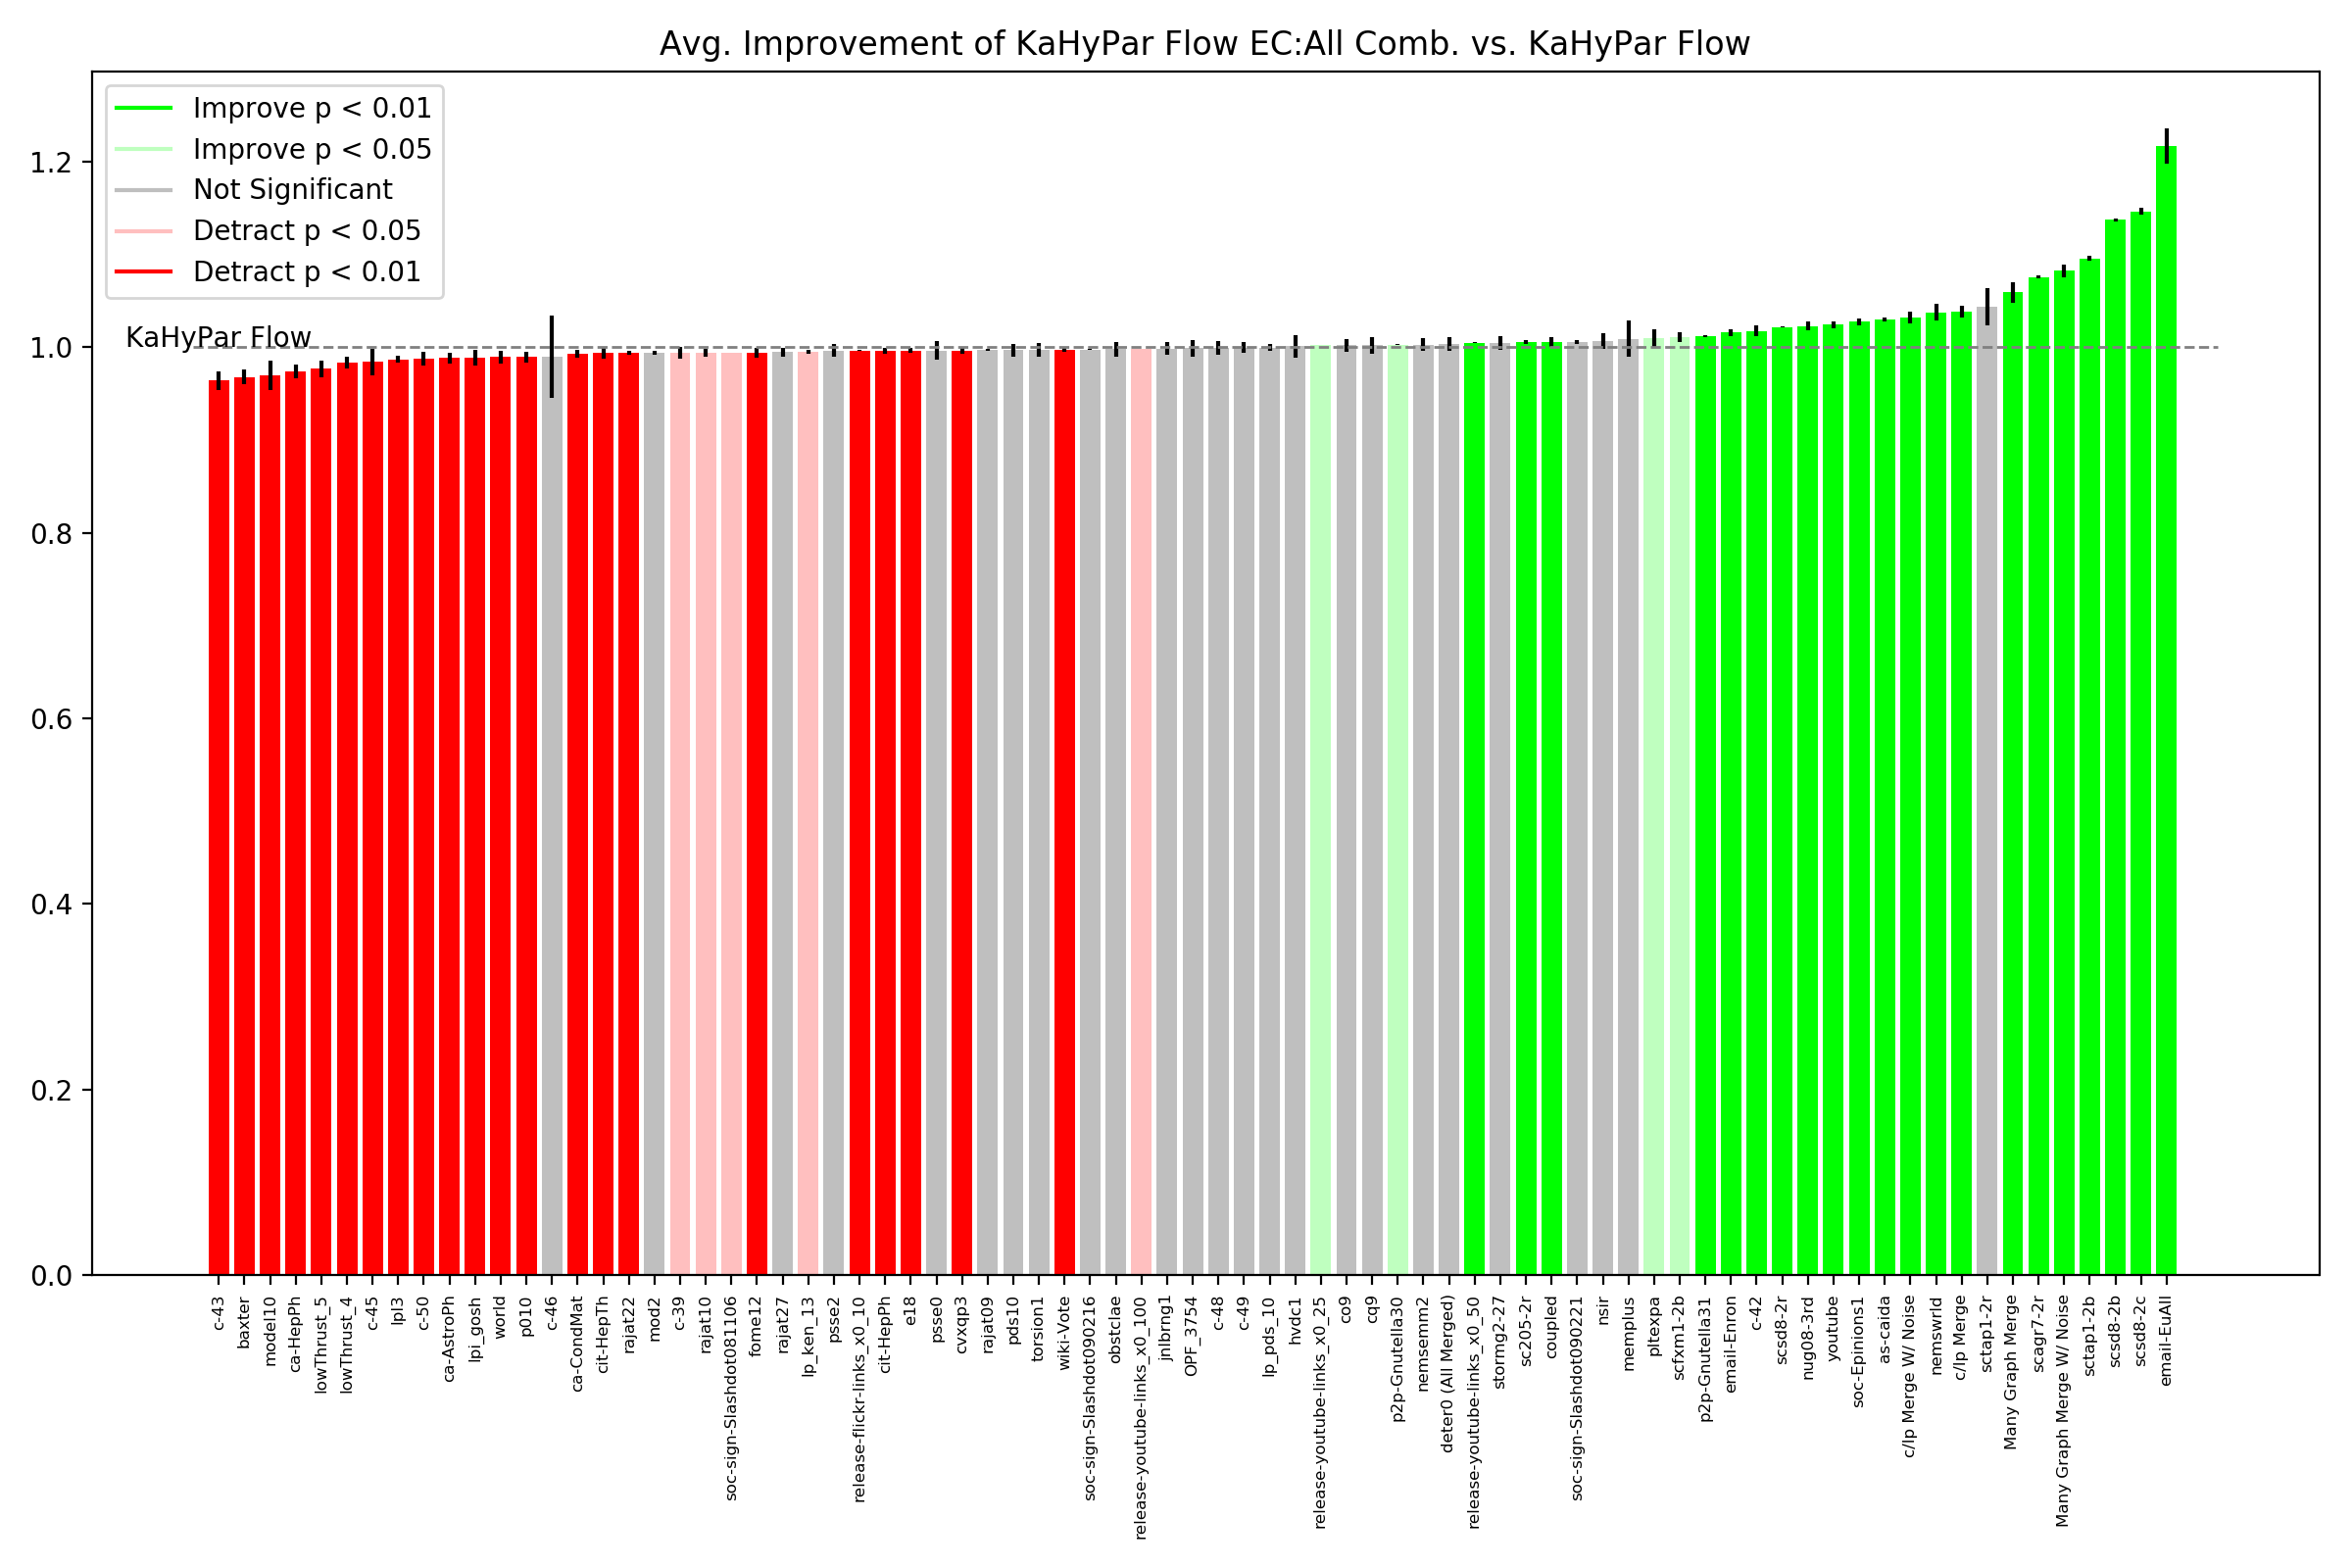 Avg. Improvement of KaHyPar Flow EC:All Comb. vs. KaHyPar Flow
Improve p < 0.01
Improve p < 0.05
Not Significant
Detract p < 0.05
Detract p < 0.01
KaHyPar Flow
1.2
1.0
0.8
0.6
0.4
0.2
0.0
c-43
baxter
model10
ca-HepPh
lowThrust_5
lowThrust_4
c-45
lpl3
c-50
ca-AstroPh
lpi_gosh
world
p010
c-46
ca-CondMat
cit-HepTh
rajat22
mod2
c-39
rajat10
soc-sign-Slashdot081106
fome12
rajat27
lp_ken_13
psse2
release-flickr-links_x0_10
cit-HepPh
e18
psse0
cvxqp3
rajat09
pds10
torsion1
wiki-Vote
soc-sign-Slashdot090216
obstclae
release-youtube-links_x0_100
jnlbrng1
OPF_3754
c-48
c-49
lp_pds_10
hvdc1
release-youtube-links_x0_25
co9
cq9
p2p-Gnutella30
nemsemm2
deter0 (All Merged)
release-youtube-links_x0_50
stormg2-27
sc205-2r
coupled
soc-sign-Slashdot090221
nsir
memplus
pltexpa
scfxm1-2b
p2p-Gnutella31
email-Enron
c-42
scsd8-2r
nug08-3rd
youtube
soc-Epinions1
as-caida
c/lp Merge W/ Noise
nemswrld
c/lp Merge
sctap1-2r
Many Graph Merge
scagr7-2r
Many Graph Merge W/ Noise
sctap1-2b
scsd8-2b
scsd8-2c
email-EuAll